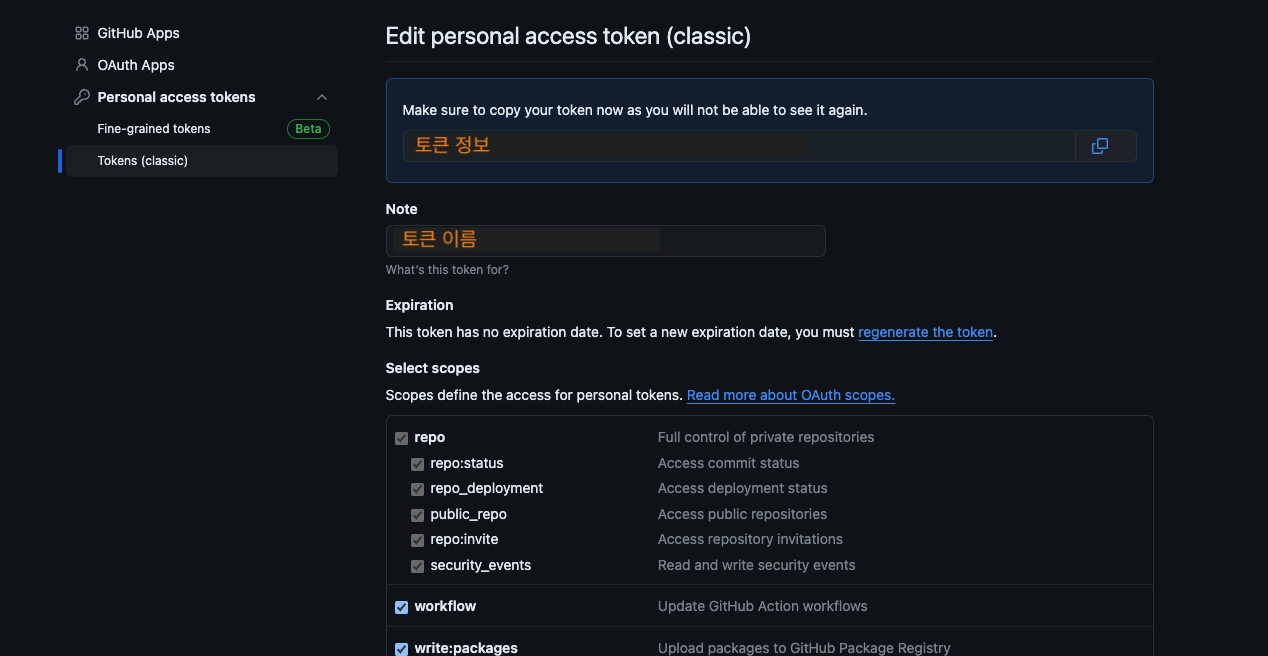 GitHub Apps
OAuth Apps
Personal access tokens
Fine-grained tokens Beta
Tokens (classic)
Edit personal access token (classic)
Make sure to copy your token now as you will not be able to see it again.
토큰 정보
Note
토큰 이름
What's this token for?
Expiration
This token has no expiration date. To set a new expiration date, you must regenerate the token.
Select scopes
Scopes define the access for personal tokens. Read more about OAuth scopes.
repo Full control of private repositories
repo:status Access commit status
repo_deployment Access deployment status
public_repo Access public repositories
repo:invite Access repository invitations
security_events Read and write security events
workflow Update GitHub Action workflows
write:packages Upload packages to GitHub Package Registry